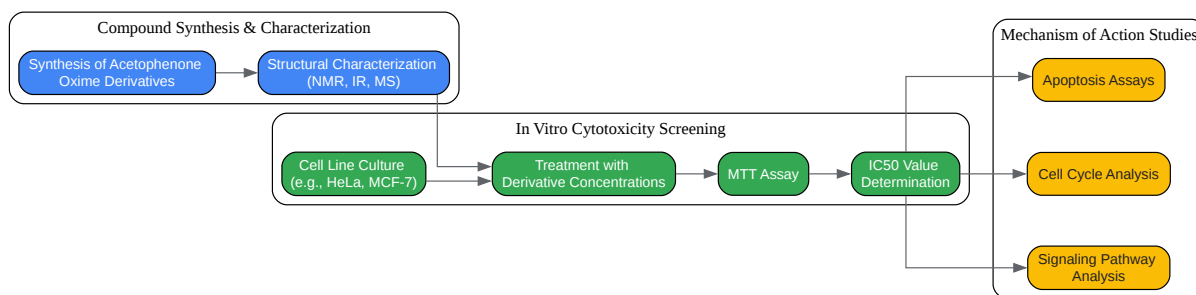 Compound Synthesis & Characterization
Synthesis of Acetophenone
Oxime Derivatives
Structural Characterization
(NMR, IR, MS)
In Vitro Cytotoxicity Screening
Cell Line Culture
(e.g., HeLa, MCF-7)
Treatment with
Derivative Concentrations
MTT Assay
IC50 Value
Determination
Mechanism of Action Studies
Apoptosis Assays
Cell Cycle Analysis
Signaling Pathway
Analysis